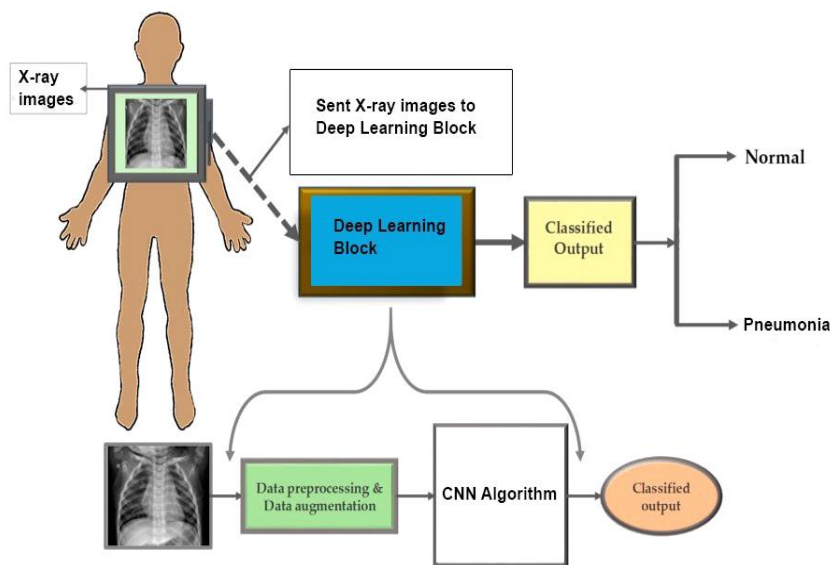 X-ray
images
Sent X-ray images to
Deep Learning Block
Deep Learning
Block
Classified
Output
Normal
Pneumonia
Data preprocessing &
Data augmentation
CNN Algorithm
Classified
output